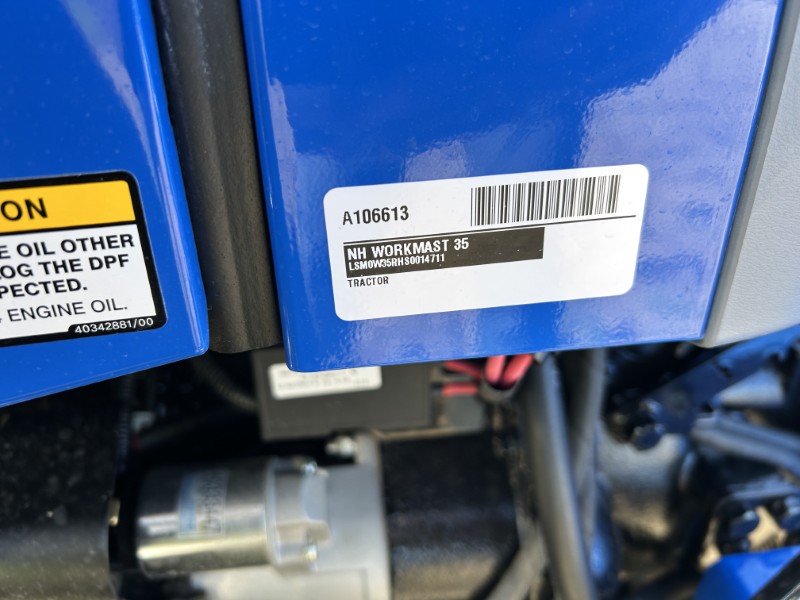 ON
E OIL OTHER
OG THE DPF
PECTED.
ENGINE OIL.
40342881/00
A106613
NH WORKMAST 35
LSM0W35RHS0014711
TRACTOR